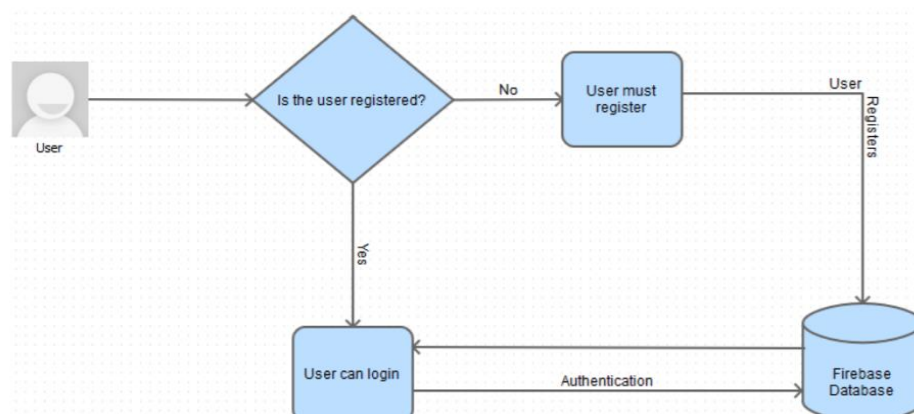 Is the user registered?
No
User must
register
User
Registers
User
Yes
User can login
Authentication
Firebase
Database